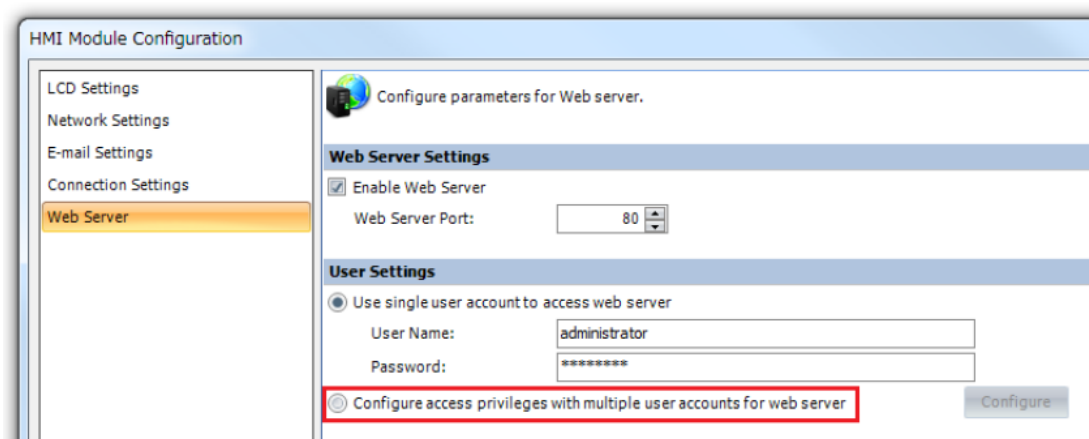 HMI Module Configuration
LCD Settings
Network Settings
E-mail Settings
Connection Settings
Web Server
Configure parameters for Web server.
Web Server Settings
Enable Web Server
Web Server Port: 80
User Settings
Use single user account to access web server
User Name: administrator
Password: ********
Configure access privileges with multiple user accounts for web server Configure